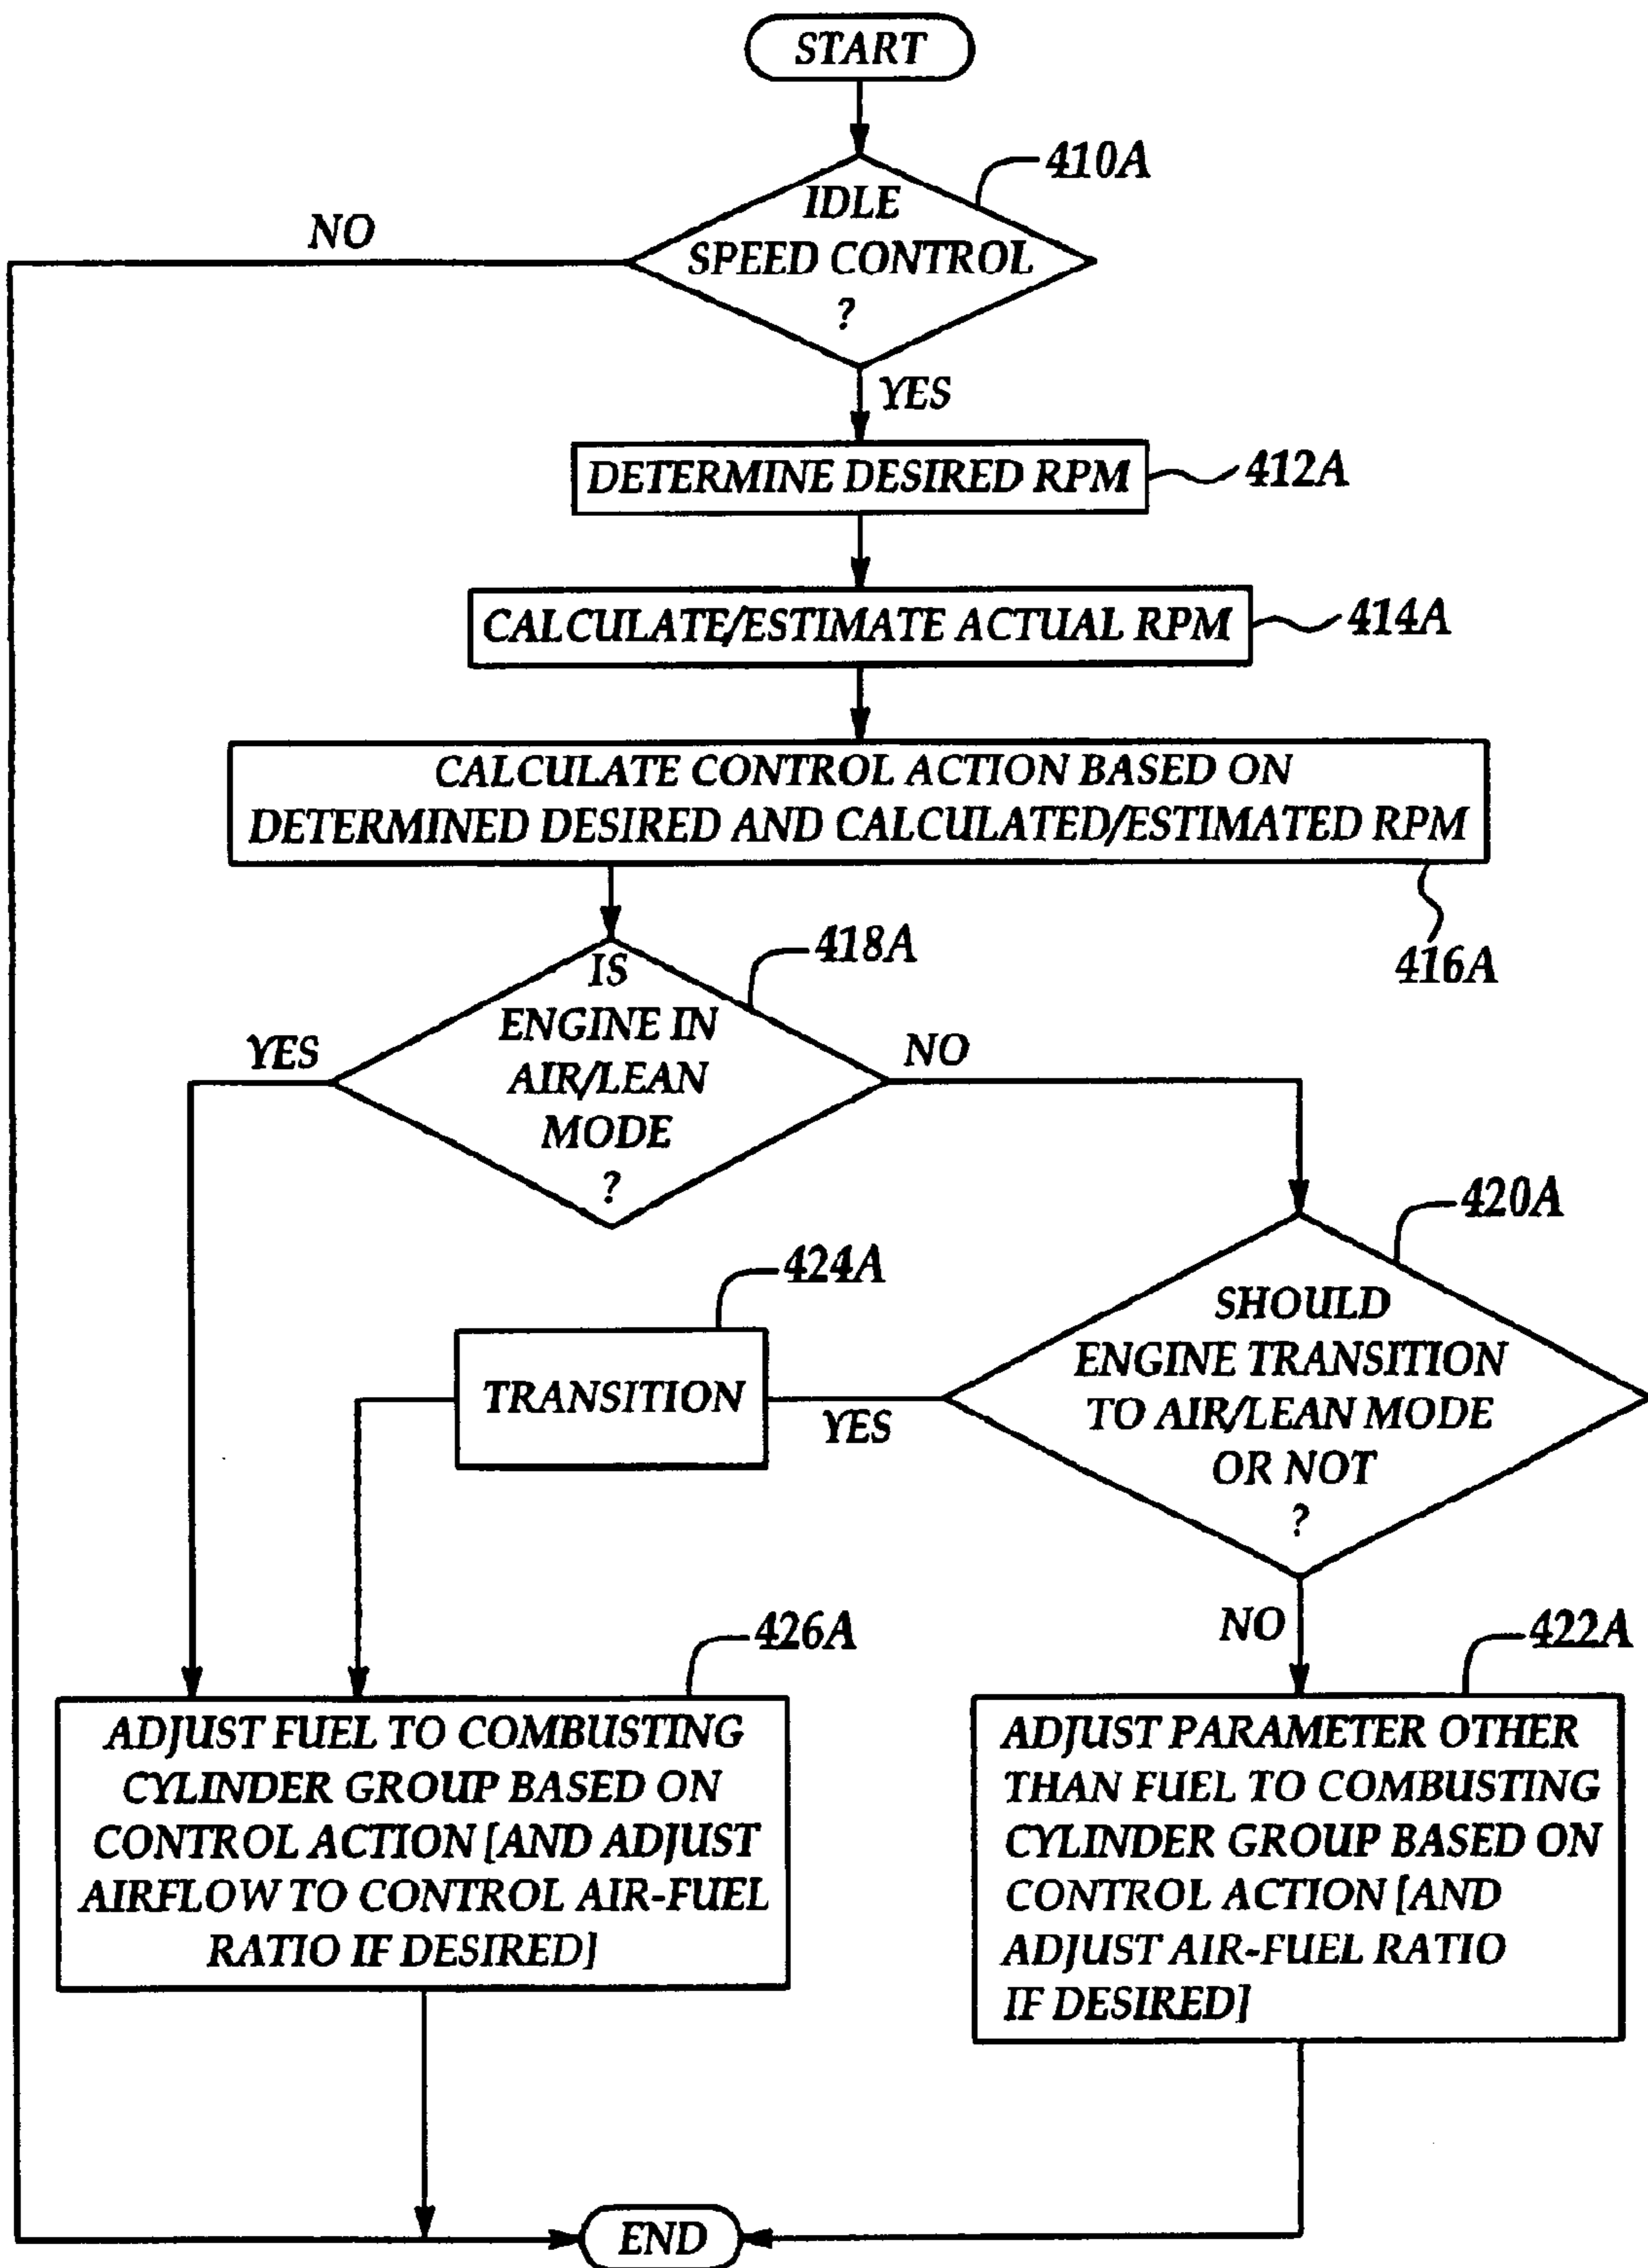 START
410A
IDLE
SPEED CONTROL
?
NO
YES
DETERMINE DESIRED RPM
412A
CALCULATE/ESTIMATE ACTUAL RPM
414A
CALCULATE CONTROL ACTION BASED ON
DETERMINED DESIRED AND CALCULATED/ESTIMATED RPM
416A
418A
IS
ENGINE IN
AIR/LEAN
MODE
?
YES
NO
420A
SHOULD
ENGINE TRANSITION
TO AIR/LEAN MODE
OR NOT
?
424A
TRANSITION
YES
NO
426A
ADJUST FUEL TO COMBUSTING
CYLINDER GROUP BASED ON
CONTROL ACTION [AND ADJUST
AIRFLOW TO CONTROL AIR-FUEL
RATIO IF DESIRED]
422A
ADJUST PARAMETER OTHER
THAN FUEL TO COMBUSTING
CYLINDER GROUP BASED ON
CONTROL ACTION [AND
ADJUST AIR-FUEL RATIO
IF DESIRED]
END